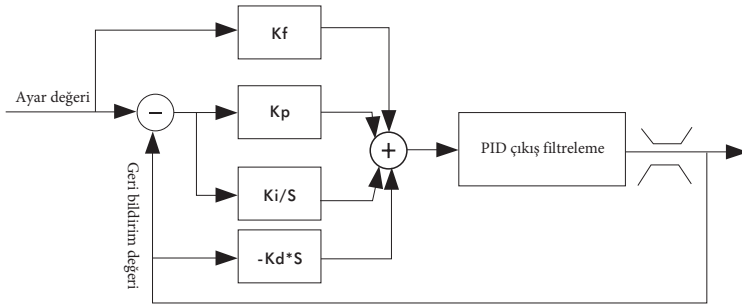 Kf
Ayar değeri
−
Kp
+
PID çıkış filtreleme
Geri bildirim değeri
Ki/S
-Kd*S